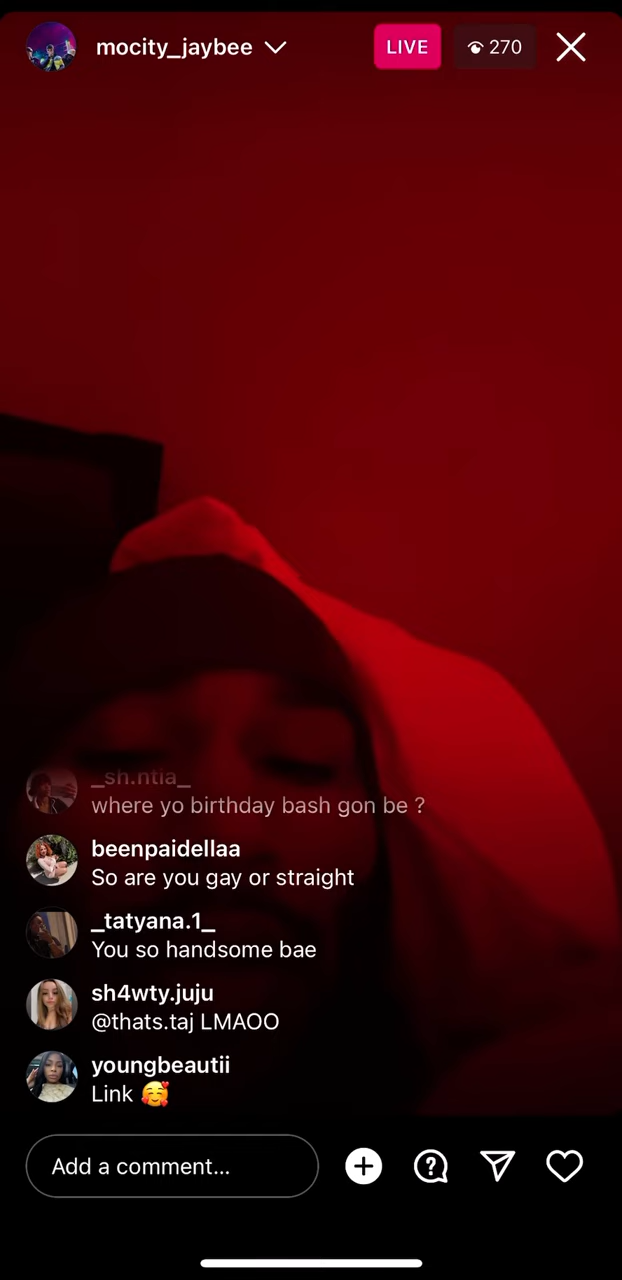 mocity_jaybee
LIVE
270
_sh.ntia_
where yo birthday bash gon be ?
beenpaidellaa
So are you gay or straight
_tatyana.1_
You so handsome bae
sh4wty.juju
@thats.taj LMAOO
youngbeautii
Link 🥰
Add a comment...